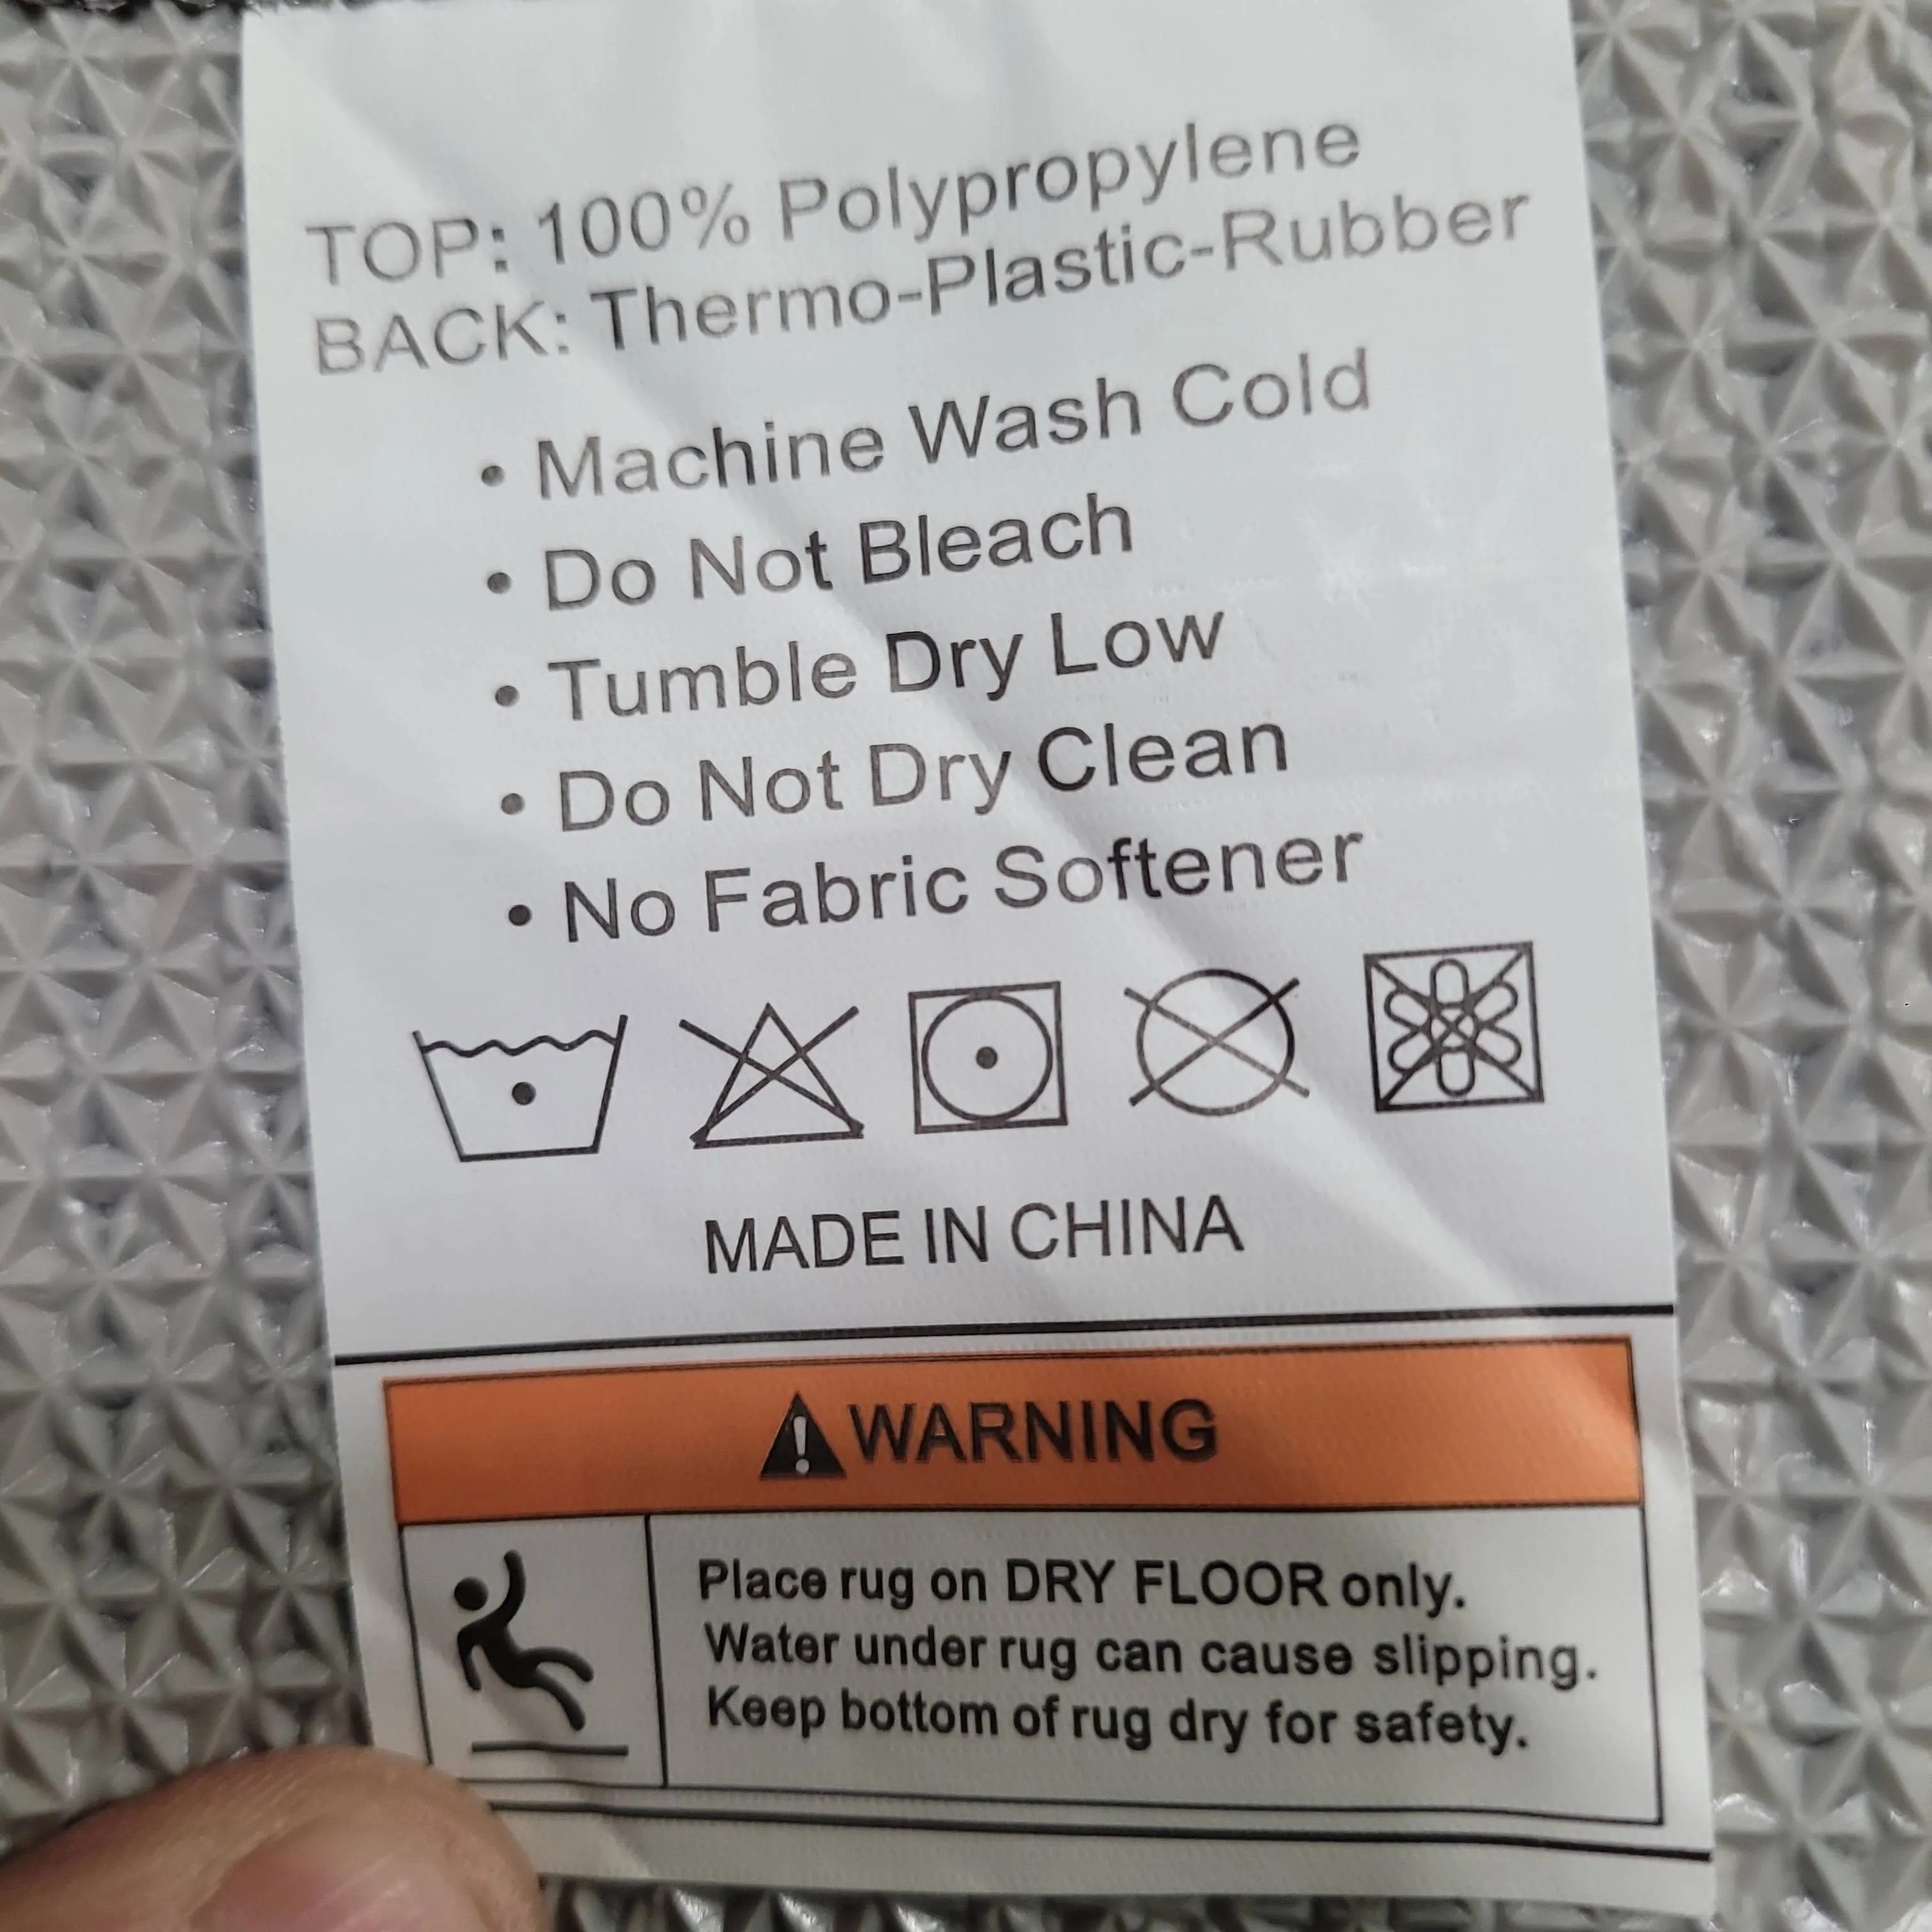 TOP: 100% Polypropylene
BACK: Thermo-Plastic-Rubber
• Machine Wash Cold
• Do Not Bleach
• Tumble Dry Low
• Do Not Dry Clean
• No Fabric Softener
MADE IN CHINA
WARNING
Place rug on DRY FLOOR only.
Water under rug can cause slipping.
Keep bottom of rug dry for safety.